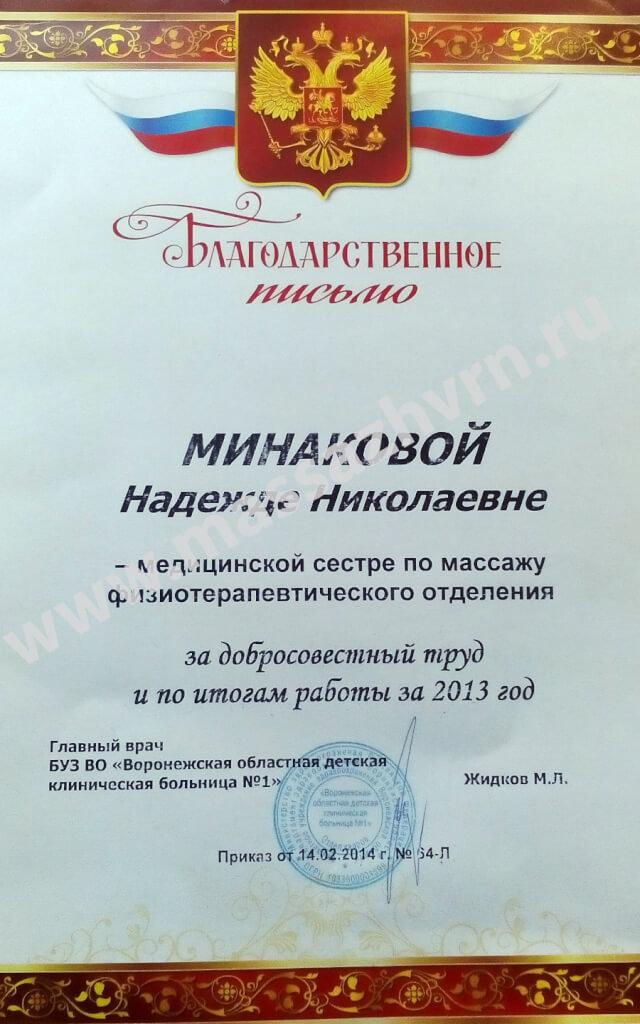 Благодарственное
письмо
МИНАКОВОЙ
Надежде Николаевне
– медицинской сестре по массажу
физиотерапевтического отделения
за добросовестный труд
и по итогам работы за 2013 год
Главный врач
БУЗ ВО «Воронежская областная детская
клиническая больница №1»
Жидков М.Л.
«Воронежская
областная детская
клиническая
больница №1»
Приказ от 14.02.2014 г. № 64-Л
www.massazhvrn.ru